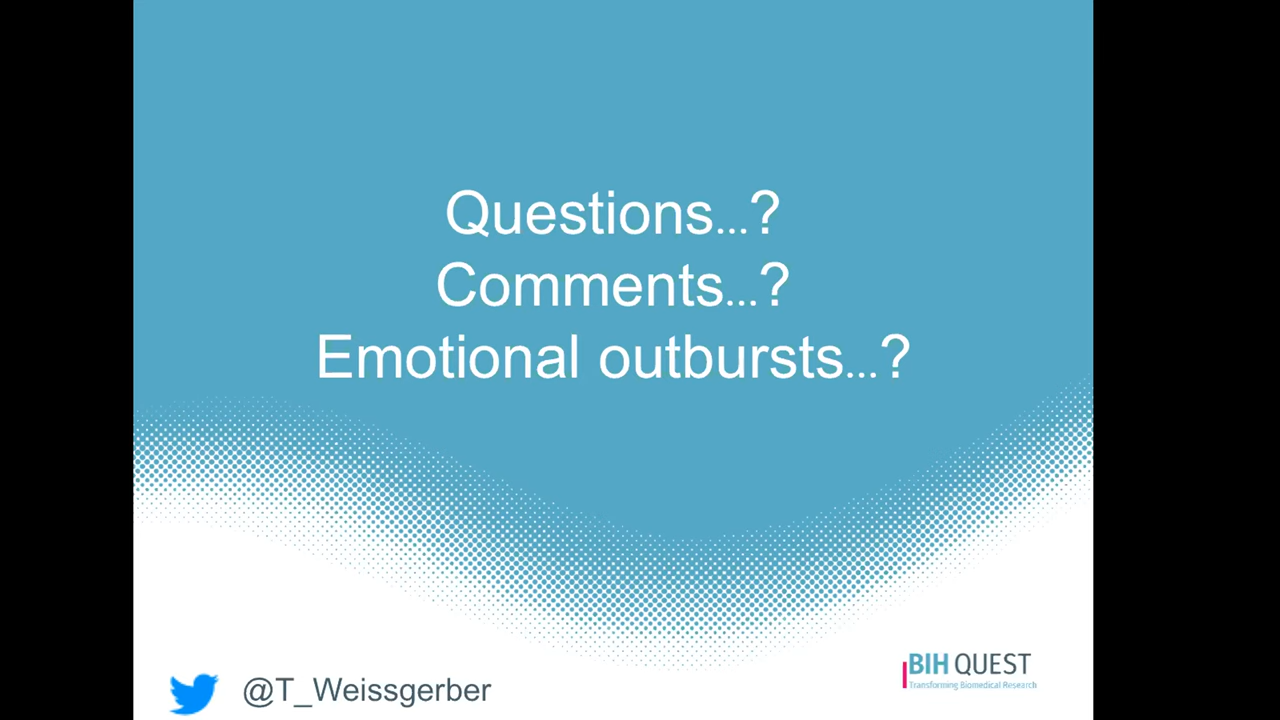 Questions...?
Comments...?
Emotional outbursts...?
@T_Weissgerber
BIH QUEST
Transforming Biomedical Research